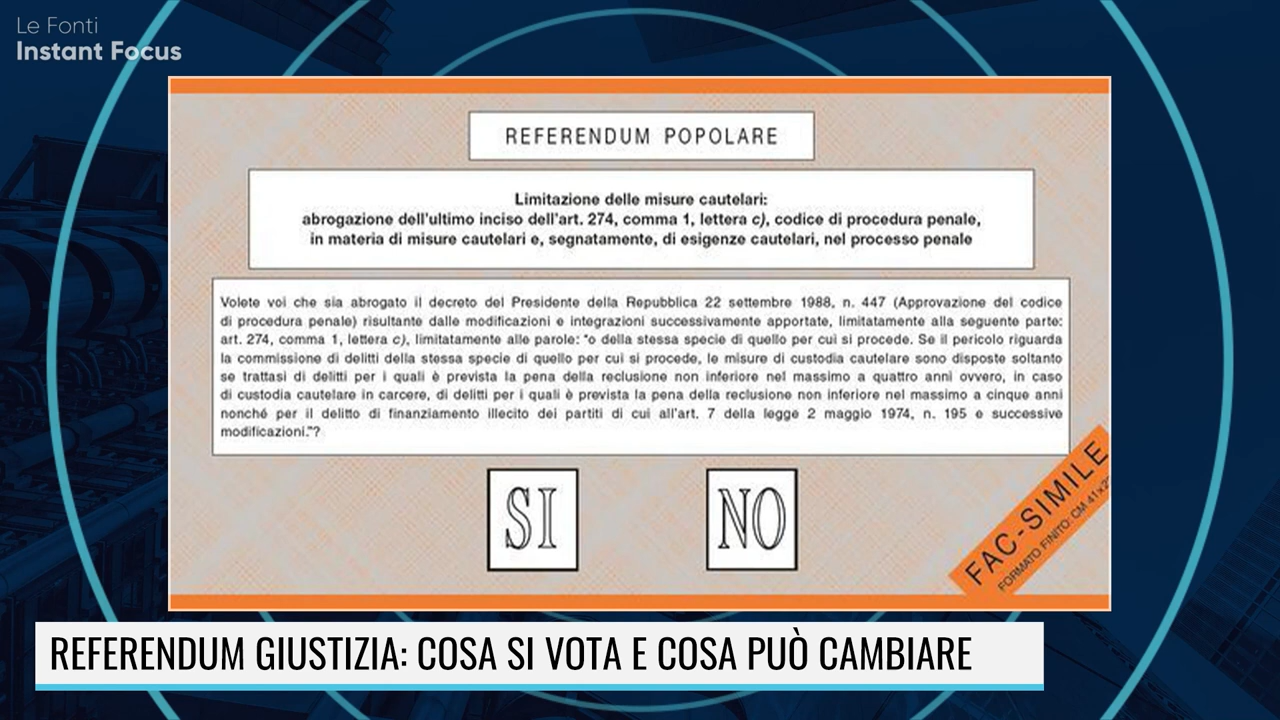 Le Fonti
Instant Focus
REFERENDUM POPOLARE
Limitazione delle misure cautelari:
abrogazione dell'ultimo inciso dell'art. 274, comma 1, lettera c), codice di procedura penale,
in materia di misure cautelari e, segnatamente, di esigenze cautelari, nel processo penale
Volete voi che sia abrogato il decreto del Presidente della Repubblica 22 settembre 1988, n. 447 (Approvazione del codice
di procedura penale) risultante dalle modificazioni e integrazioni successivamente apportate, limitatamente alla seguente parte:
art. 274, comma 1, lettera c), limitatamente alle parole: "o della stessa specie di quello per cui si procede. Se il pericolo riguarda
la commissione di delitti della stessa specie di quello per cui si procede, le misure di custodia cautelare sono disposte soltanto
se trattasi di delitti per i quali è prevista la pena della reclusione non inferiore nel massimo a quattro anni ovvero, in caso
di custodia cautelare in carcere, di delitti per i quali è prevista la pena della reclusione non inferiore nel massimo a cinque anni
nonché per il delitto di finanziamento illecito dei partiti di cui all'art. 7 della legge 2 maggio 1974, n. 195 e successive
modificazioni."?
SI
NO
FAC-SIMILE
FORMATO FINITO: CM
REFERENDUM GIUSTIZIA: COSA SI VOTA E COSA PUÒ CAMBIARE